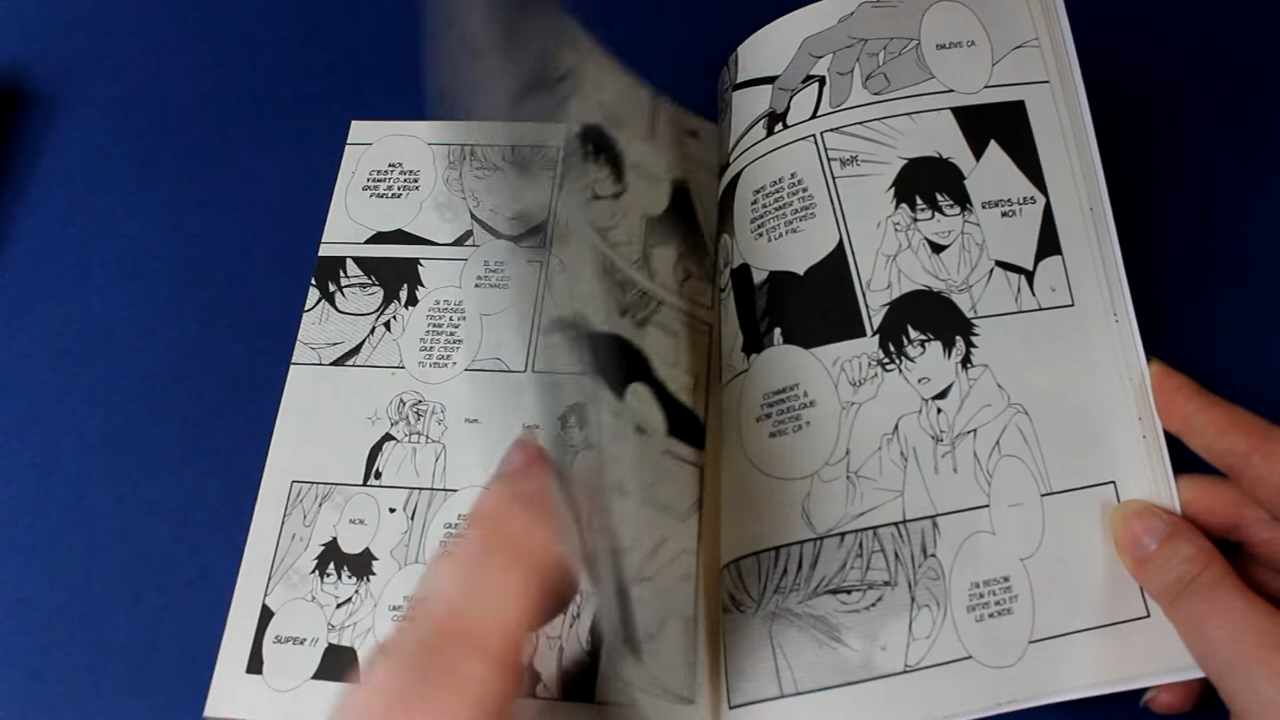 MOI,
C'EST AVEC
YAMATO-KUN
QUE JE VEUX
PARLER !
IL EST
TIMIDE
AVEC LES
INCONNUS.
SI TU LE
POUSSES
TROP, IL VA
FINIR PAR
S'ENFUIR...
TU ES SÛRE
QUE C'EST
CE QUE
TU VEUX ?
Hum...
NON...
SUPER !!
ENLÈVE ÇA.
NOPE
RENDS-LES
MOI !
DIRE QUE JE
ME DISAIS QUE
TU ALLAIS ENFIN
ABANDONNER TES
LUNETTES QUAND
ON EST ENTRÉS
À LA FAC...
COMMENT
T'ARRIVES À
VOIR QUELQUE
CHOSE
AVEC ÇA ?
...
J'AI BESOIN
D'UN FILTRE
ENTRE MOI ET
LE MONDE.